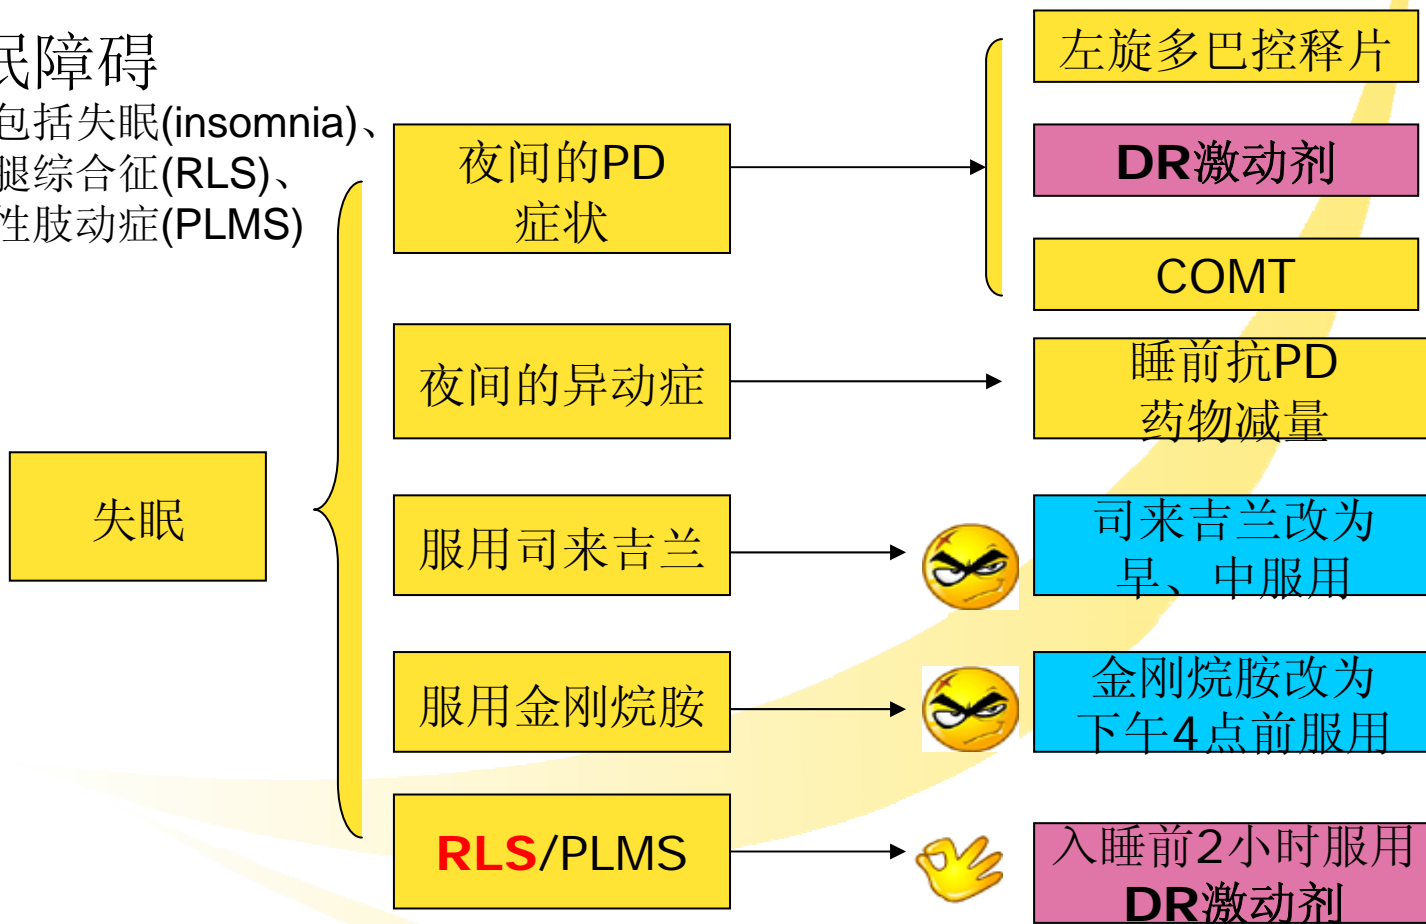 眠障碍
包括失眠(insomnia)、
腿综合征(RLS)、
性肢动症(PLMS)
失眠
夜间的PD
症状
左旋多巴控释片
DR激动剂
COMT
夜间的异动症
睡前抗PD
药物减量
服用司来吉兰
司来吉兰改为
早、中服用
服用金刚烷胺
金刚烷胺改为
下午4点前服用
RLS/PLMS
入睡前2小时服用
DR激动剂